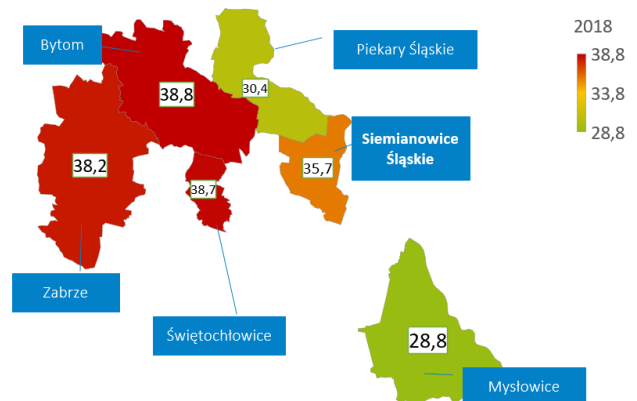 2018
Bytom
Piekary Śląskie
38,8
38,8
30,4
33,8
28,8
Siemianowice
Śląskie
38,2
35,7
38,7
Zabrze
Świętochłowice
28,8
Mysłowice